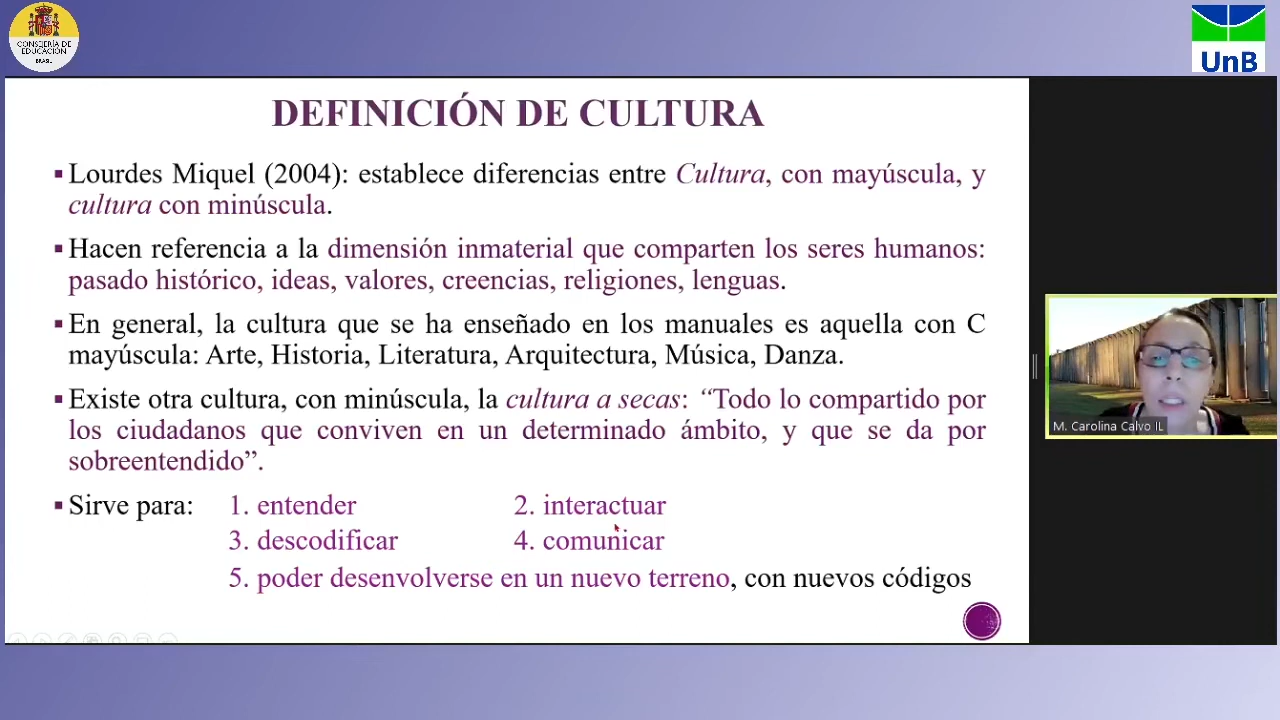 CONSEJERÍA DE
EDUCACIÓN
BRASIL
UnB
DEFINICIÓN DE CULTURA
▪Lourdes Miquel (2004): establece diferencias entre Cultura, con mayúscula, y
cultura con minúscula.
▪Hacen referencia a la dimensión inmaterial que comparten los seres humanos:
pasado histórico, ideas, valores, creencias, religiones, lenguas.
▪En general, la cultura que se ha enseñado en los manuales es aquella con C
mayúscula: Arte, Historia, Literatura, Arquitectura, Música, Danza.
▪Existe otra cultura, con minúscula, la cultura a secas: “Todo lo compartido por
los ciudadanos que conviven en un determinado ámbito, y que se da por
sobreentendido”.
▪Sirve para: 1. entender 2. interactuar
3. descodificar 4. comunicar
5. poder desenvolverse en un nuevo terreno, con nuevos códigos
M. Carolina Calvo IL